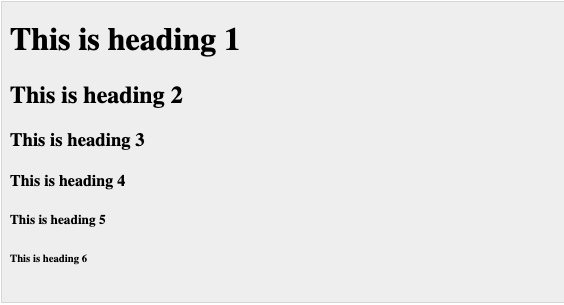 This is heading 1
This is heading 2
This is heading 3
This is heading 4
This is heading 5
This is heading 6